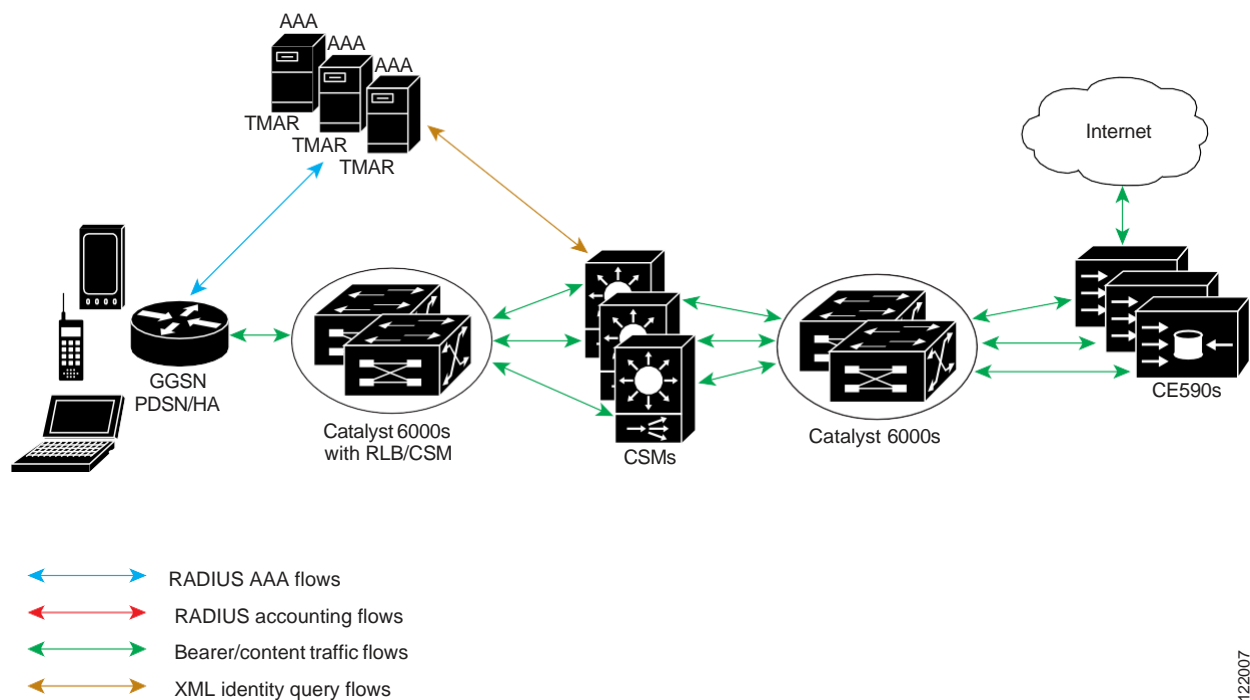 AAA
AAA
AAA
TMAR
TMAR
TMAR
Internet
GGSN
PDSN/HA
Catalyst 6000s
with RLB/CSM
CSMs
Catalyst 6000s
CE590s
RADIUS AAA flows
RADIUS accounting flows
Bearer/content traffic flows
XML identity query flows
122007